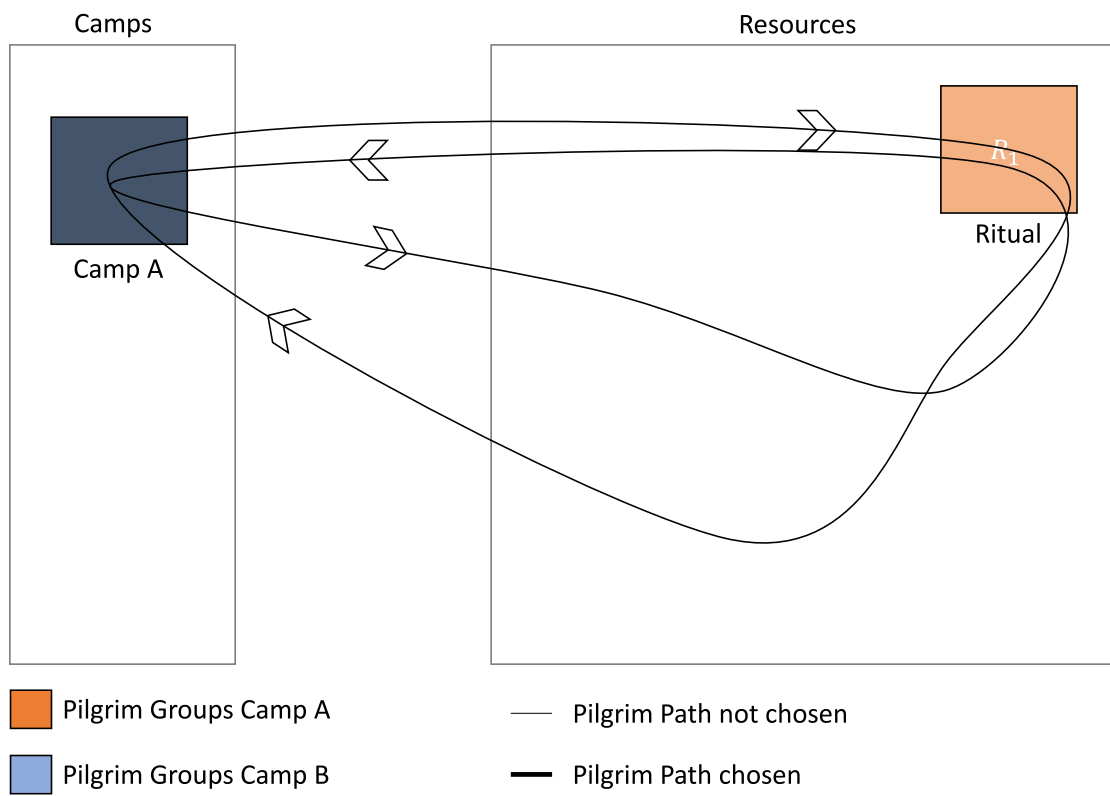 Camps
Resources
R₁
Camp A
Ritual
Pilgrim Groups Camp A
Pilgrim Path not chosen
Pilgrim Groups Camp B
Pilgrim Path chosen